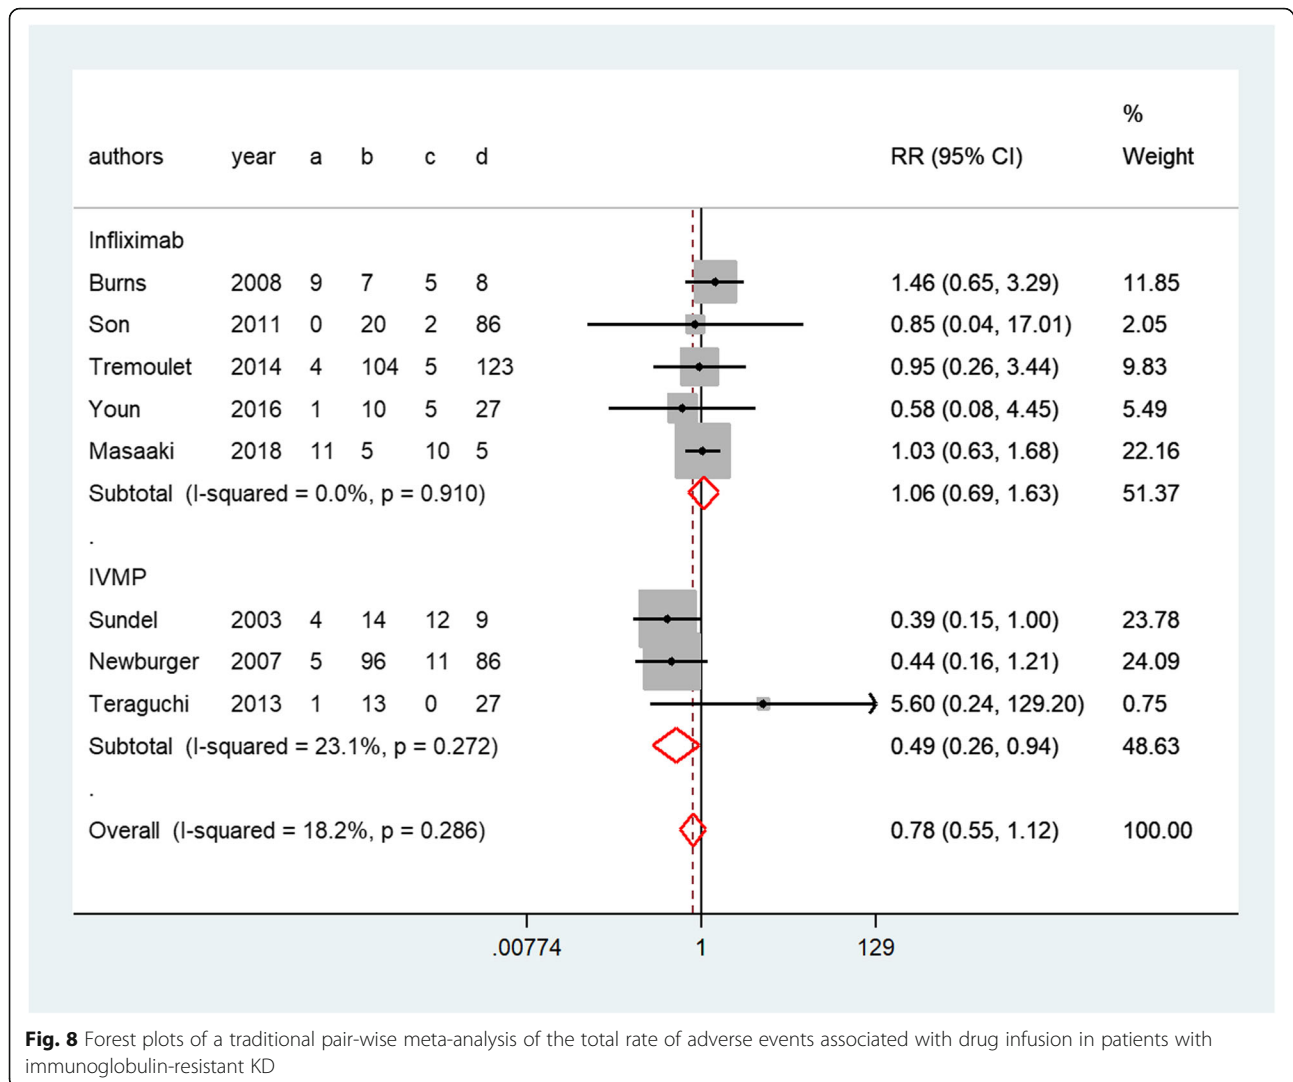 %
authors year a b c d RR (95% CI) Weight
Infliximab
Burns 2008 9 7 5 8 1.46 (0.65, 3.29) 11.85
Son 2011 0 20 2 86 0.85 (0.04, 17.01) 2.05
Tremoulet 2014 4 104 5 123 0.95 (0.26, 3.44) 9.83
Youn 2016 1 10 5 27 0.58 (0.08, 4.45) 5.49
Masaaki 2018 11 5 10 5 1.03 (0.63, 1.68) 22.16
Subtotal (I-squared = 0.0%, p = 0.910) 1.06 (0.69, 1.63) 51.37
.
IVMP
Sundel 2003 4 14 12 9 0.39 (0.15, 1.00) 23.78
Newburger 2007 5 96 11 86 0.44 (0.16, 1.21) 24.09
Teraguchi 2013 1 13 0 27 5.60 (0.24, 129.20) 0.75
Subtotal (I-squared = 23.1%, p = 0.272) 0.49 (0.26, 0.94) 48.63
.
Overall (I-squared = 18.2%, p = 0.286) 0.78 (0.55, 1.12) 100.00
.00774 1 129
Fig. 8 Forest plots of a traditional pair-wise meta-analysis of the total rate of adverse events associated with drug infusion in patients with
immunoglobulin-resistant KD